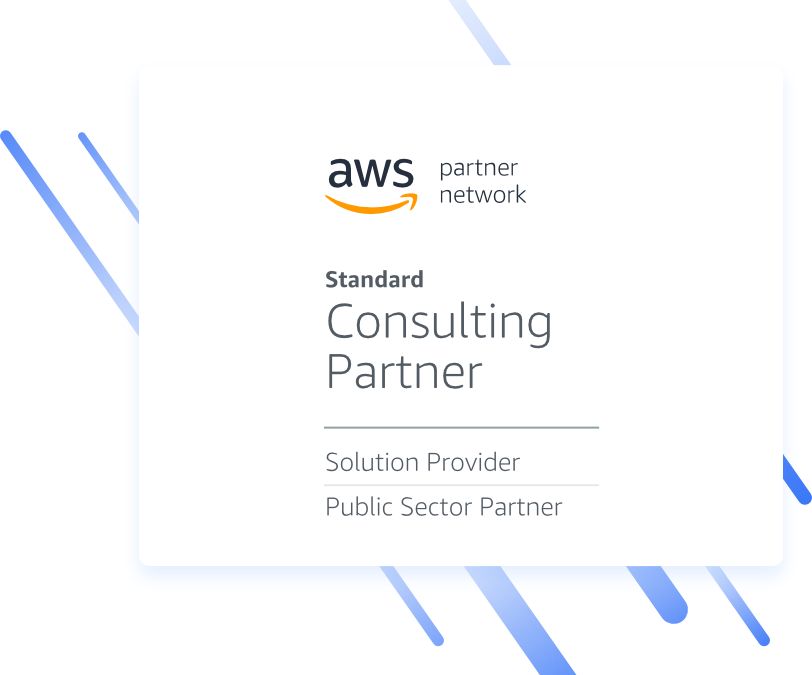 aws partner
network
Standard
Consulting
Partner
Solution Provider
Public Sector Partner